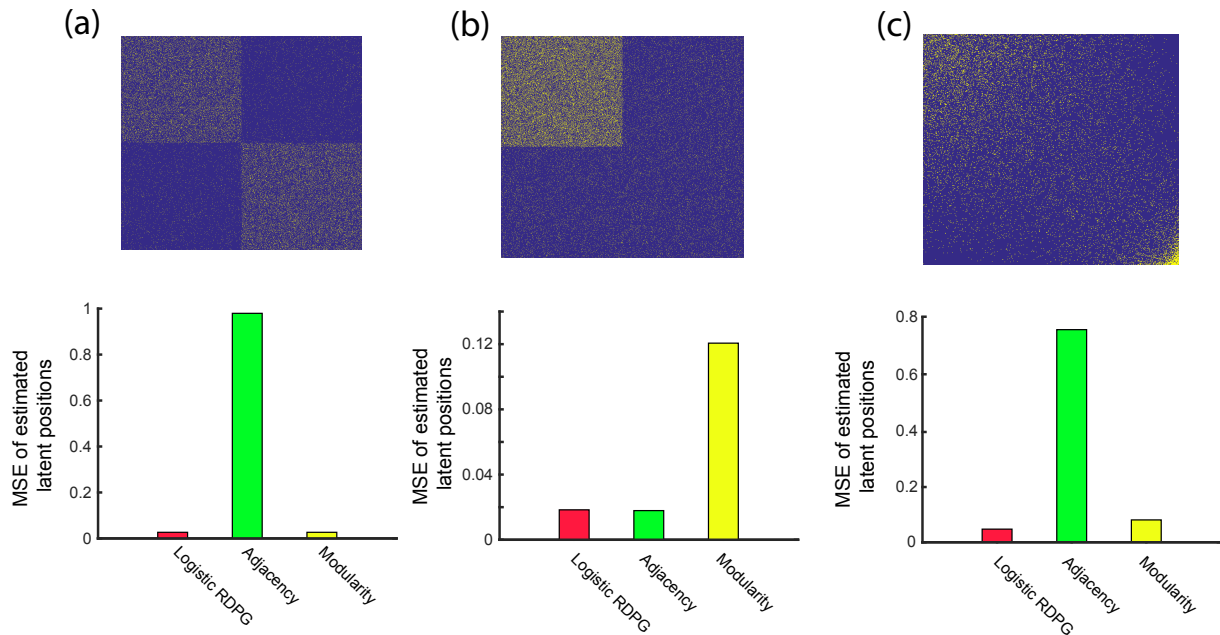 (a)
(b)
(c)
MSE of estimated
latent positions
1
0.8
0.6
0.4
0.2
0
Logistic RDPG
Adjacency
Modularity
MSE of estimated
latent positions
0.12
0.08
0.04
0
Logistic RDPG
Adjacency
Modularity
MSE of estimated
latent positions
0.8
0.6
0.4
0.2
0
Logistic RDPG
Adjacency
Modularity